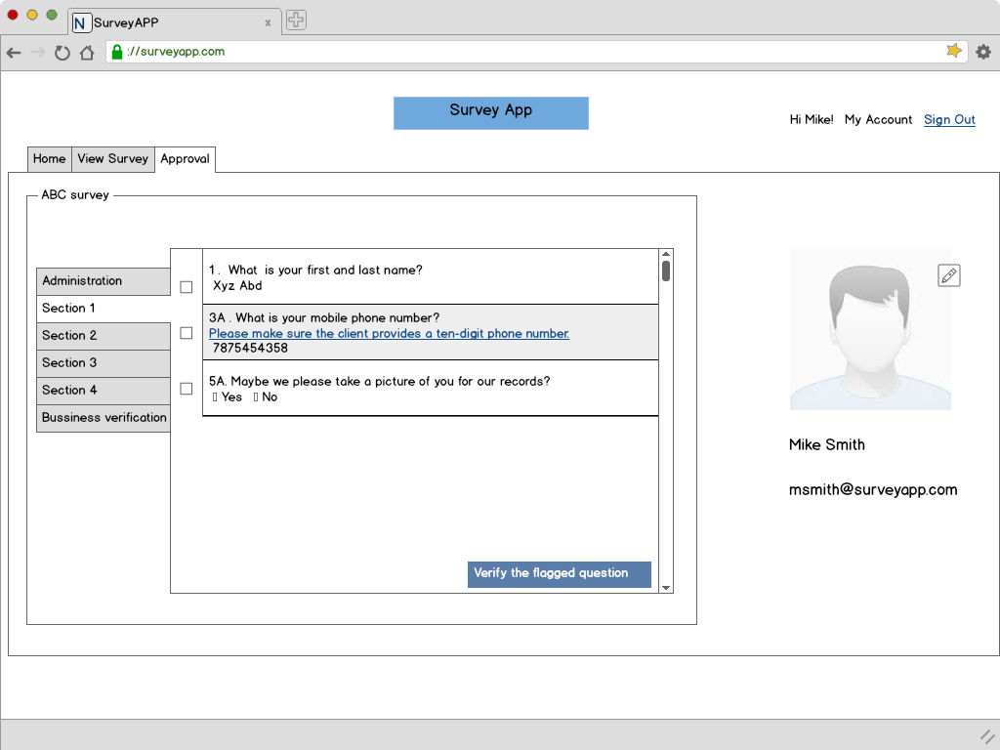 N SurveyAPP x
://surveyapp.com
Survey App
Hi Mike! My Account Sign Out
Home View Survey Approval
ABC survey
Administration
Section 1
Section 2
Section 3
Section 4
Bussiness verification
1 . What is your first and last name?
Xyz Abd
3A . What is your mobile phone number?
Please make sure the client provides a ten-digit phone number.
7875454358
5A. Maybe we please take a picture of you for our records?
▯ Yes ▯ No
Verify the flagged question
Mike Smith
msmith@surveyapp.com